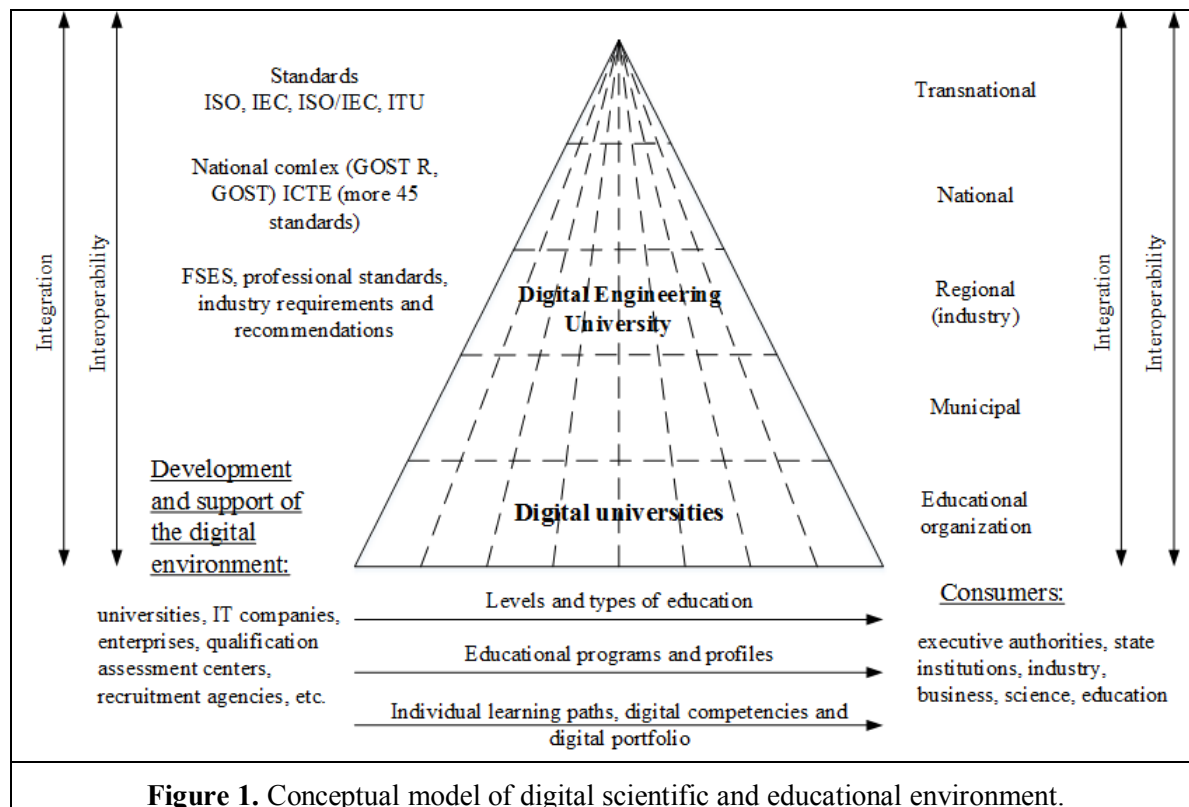 Integration
Interoperability
Standards
ISO, IEC, ISO/IEC, ITU
National comlex (GOST R,
GOST) ICTE (more 45
standards)
FSES, professional standards,
industry requirements and
recommendations
Development
and support of
the digital
environment:
universities, IT companies,
enterprises, qualification
assessment centers,
recruitment agencies, etc.
Digital Engineering
University
Digital universities
Levels and types of education
Educational programs and profiles
Individual learning paths, digital competencies and
digital portfolio
Transnational
National
Regional
(industry)
Municipal
Educational
organization
Consumers:
executive authorities, state
institutions, industry,
business, science, education
Integration
Interoperability
Figure 1. Conceptual model of digital scientific and educational environment.